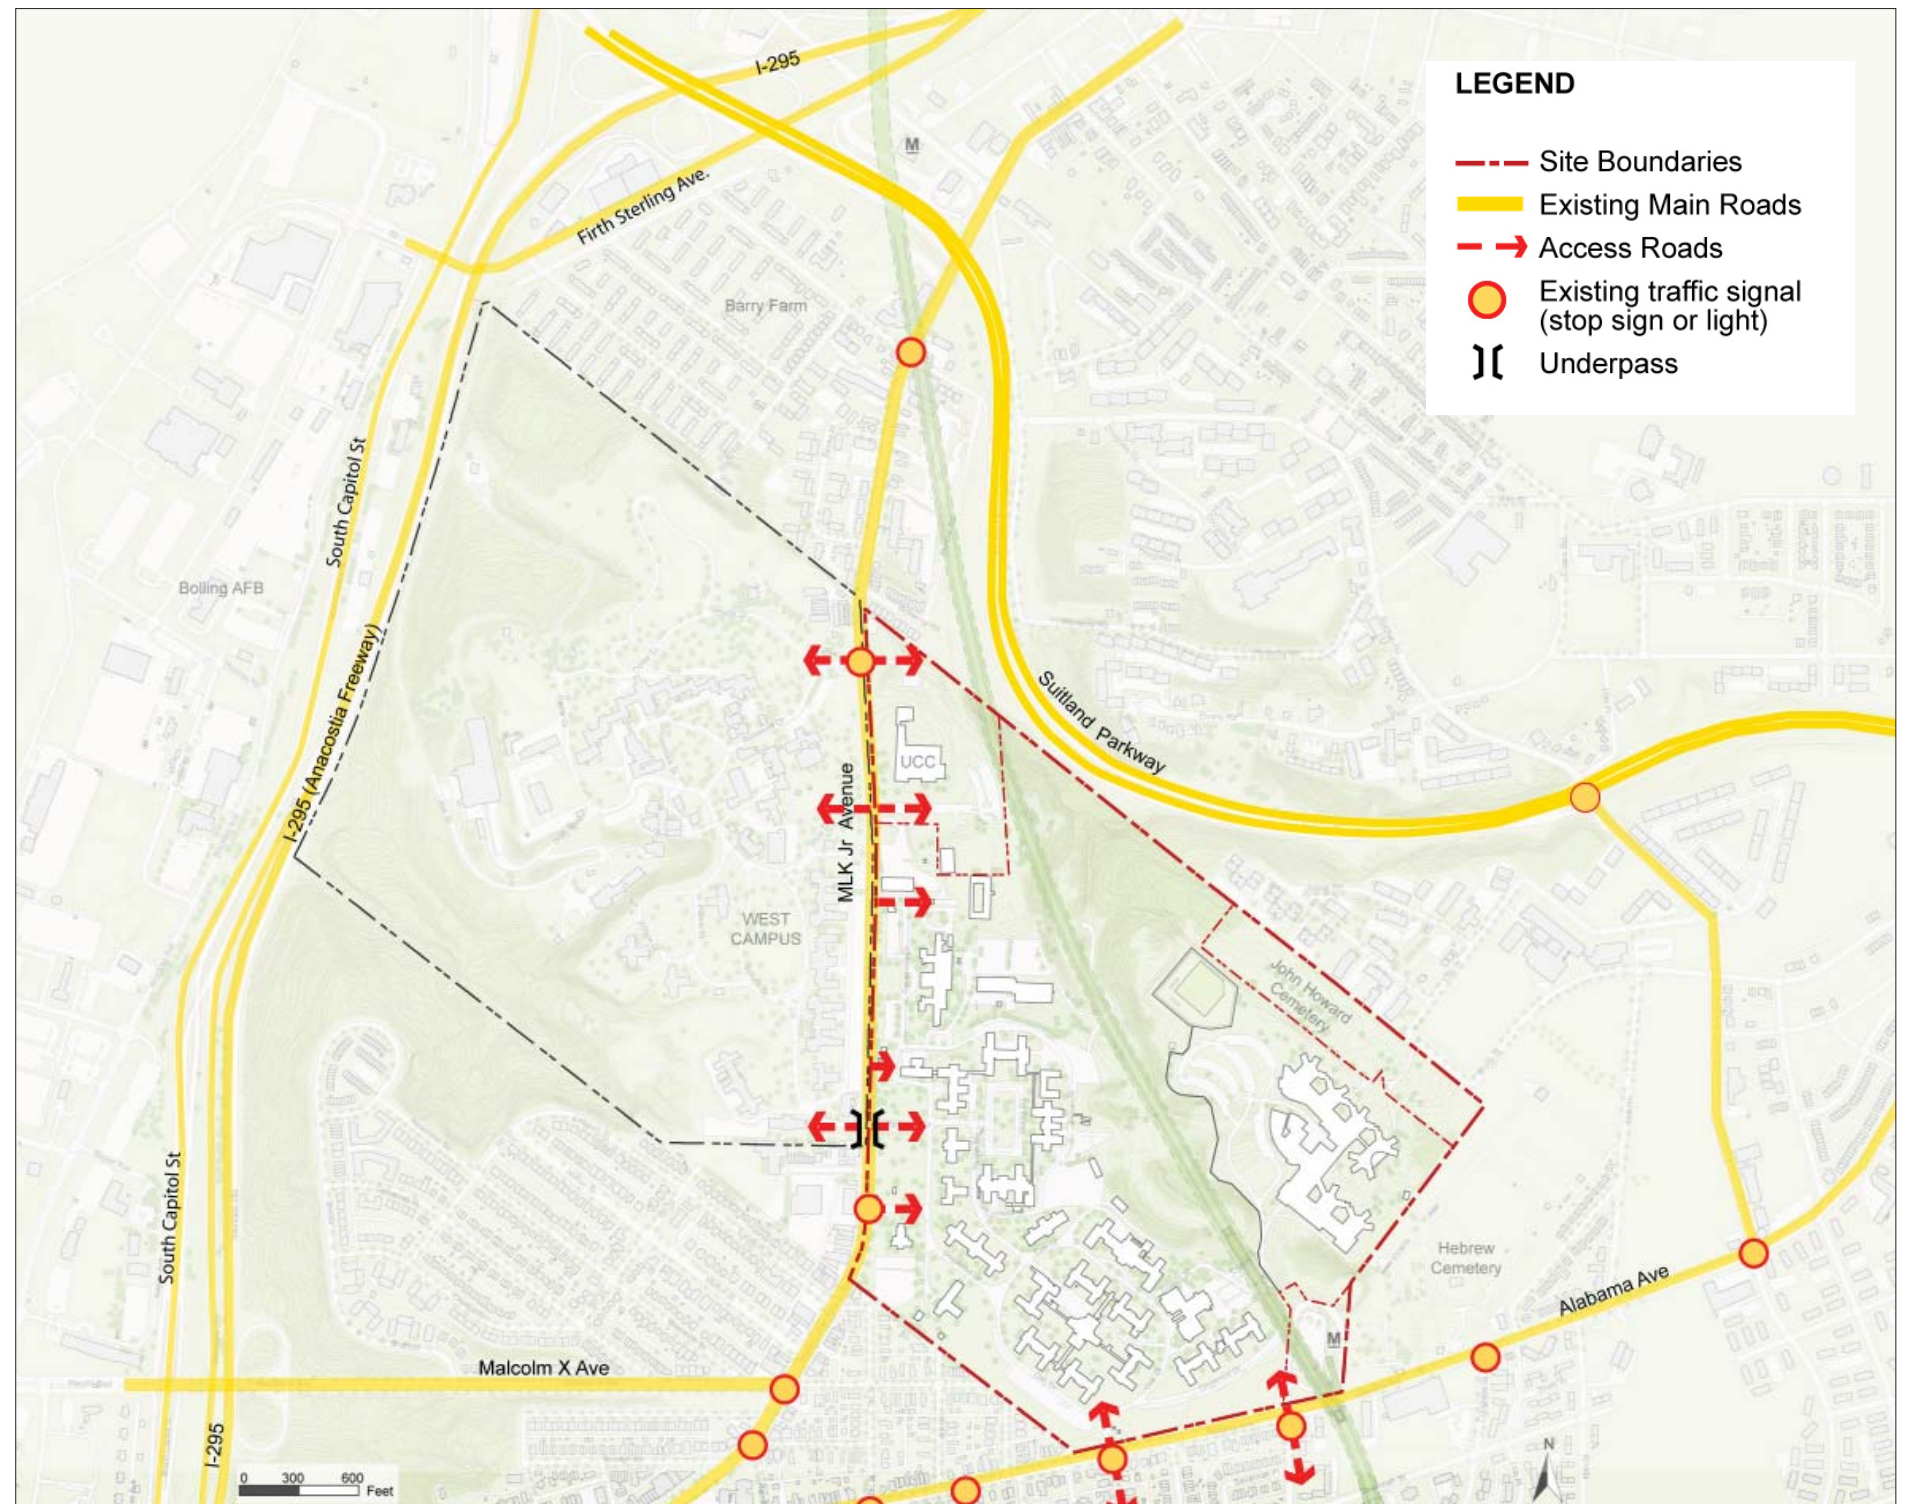 I-295
LEGEND
M
Site Boundaries
Firth Sterling Ave.
Existing Main Roads
Access Roads
Existing traffic signal
(stop sign or light)
Underpass
Barry Farm
South Capitol St
Bolling AFB
I-295 (Anacostia Freeway)
Suitland Parkway
UCC
MLK Jr Avenue
WEST
CAMPUS
John Howard
Cemetery
South Capitol St
Hebrew
Cemetery
Alabama Ave
M
Malcolm X Ave
I-295
N
0 300 600
Feet